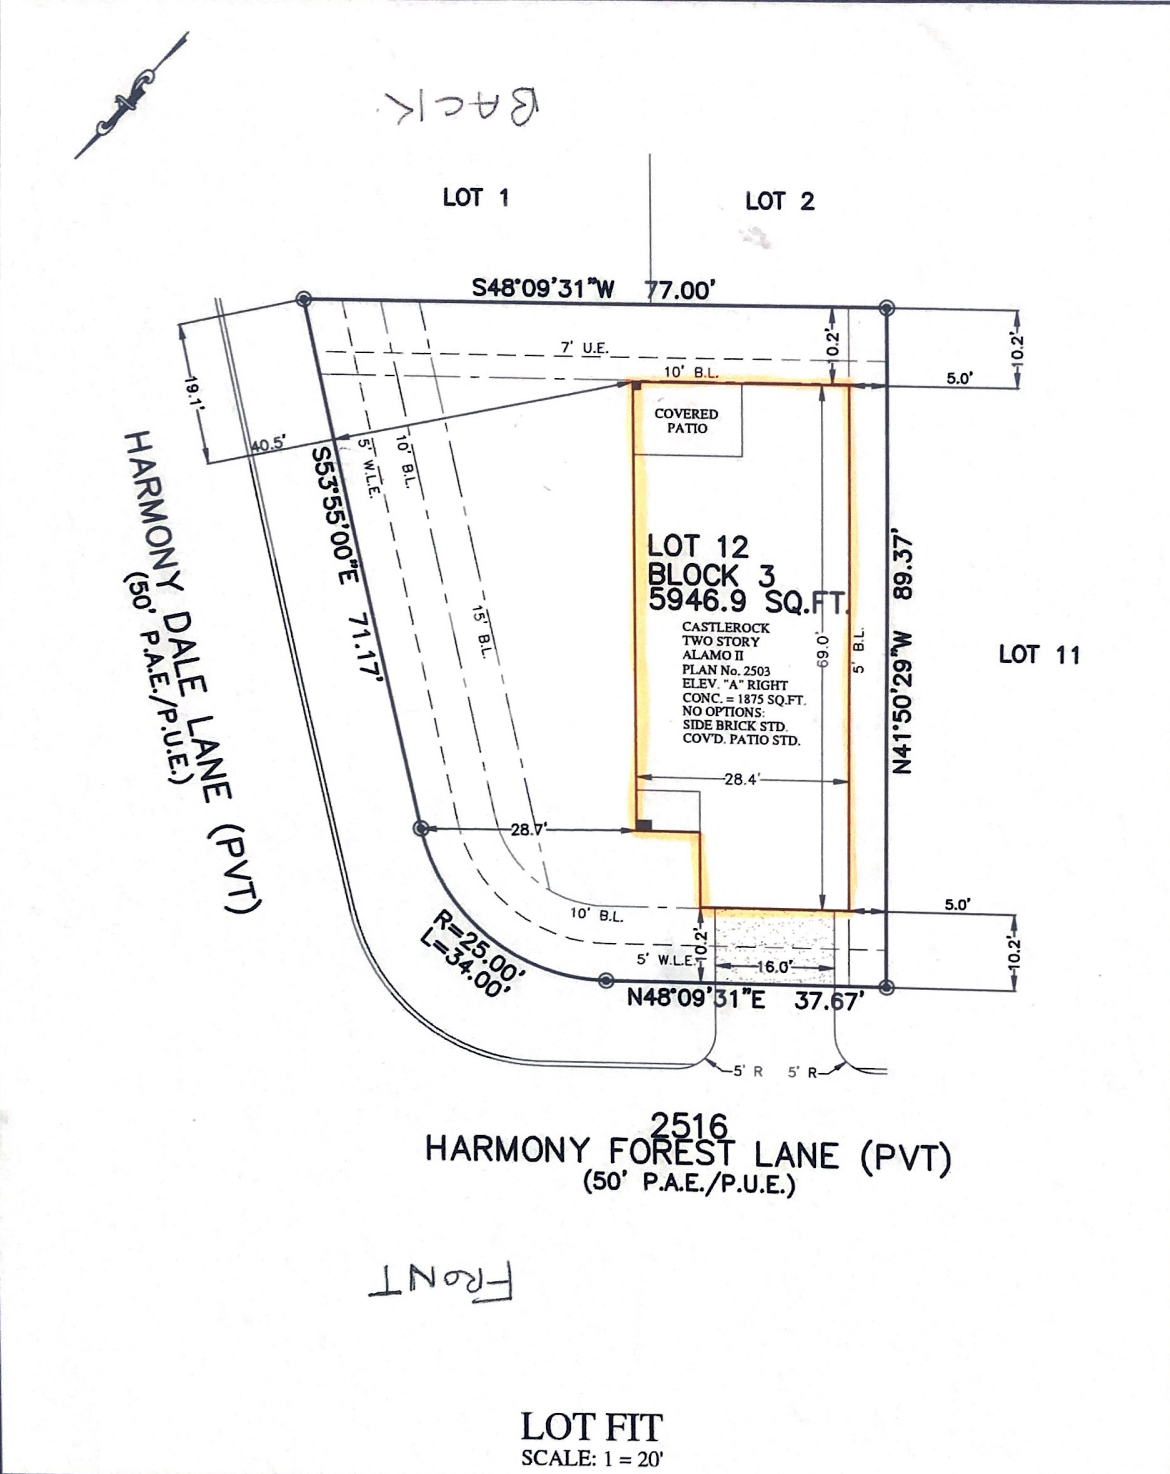 BACK
LOT 1
LOT 2
S48°09'31"W 77.00'
7' U.E.
10' B.L.
10.2'
10.2'
5.0'
19.1'
40.5'
COVERED
PATIO
HARMONY DALE LANE (PVT)
(50' P.A.E./P.U.E.)
S53°55'00"E 71.17'
5' W.L.E.
10' B.L.
15' B.L.
LOT 12
BLOCK 3
5946.9 SQ.FT.
CASTLEROCK
TWO STORY
ALAMO II
PLAN No. 2503
ELEV. "A" RIGHT
CONC. = 1875 SQ.FT.
NO OPTIONS:
SIDE BRICK STD.
COV'D. PATIO STD.
69.0'
5' B.L.
N41°50'29"W 89.37'
LOT 11
28.4'
28.7'
10' B.L.
5.0'
R=25.00'
L=34.00'
5' W.L.E.
10.2'
16.0'
10.2'
N48°09'31"E 37.67'
5' R
5' R
2516
HARMONY FOREST LANE (PVT)
(50' P.A.E./P.U.E.)
FRONT
LOT FIT
SCALE: 1 = 20'